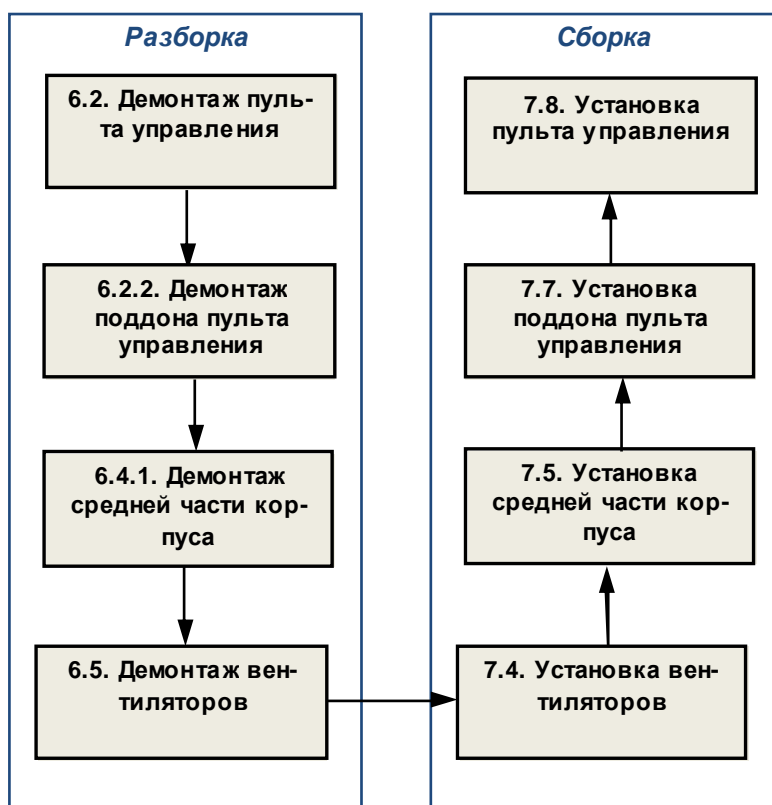 Разборка
6.2. Демонтаж пуль-
та управления
6.2.2. Демонтаж
поддона пульта
управления
6.4.1. Демонтаж
средней части кор-
пуса
6.5. Демонтаж вен-
тиляторов
Сборка
7.8. Установка
пульта управления
7.7. Установка
поддона пульта
управления
7.5. Установка
средней части кор-
пуса
7.4. Установка вен-
тиляторов